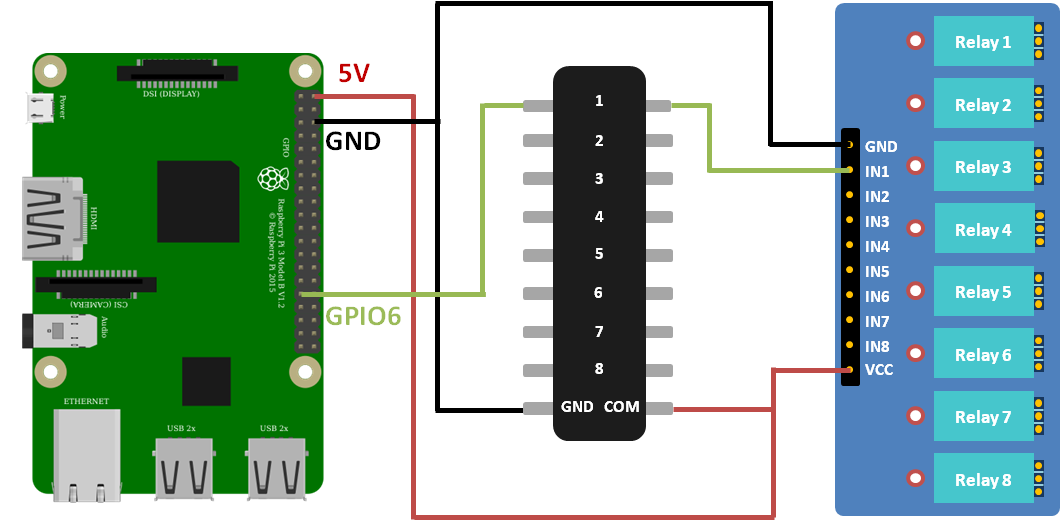 5V
GND
GPIO6
DSI (DISPLAY)
Power
HDMI
CSI (CAMERA)
Audio
ETHERNET
USB 2x
USB 2x
GPIO
Raspberry Pi 3 Model B V1.2
© Raspberry Pi 2015
1
2
3
4
5
6
7
8
GND COM
GND
IN1
IN2
IN3
IN4
IN5
IN6
IN7
IN8
VCC
Relay 1
Relay 2
Relay 3
Relay 4
Relay 5
Relay 6
Relay 7
Relay 8